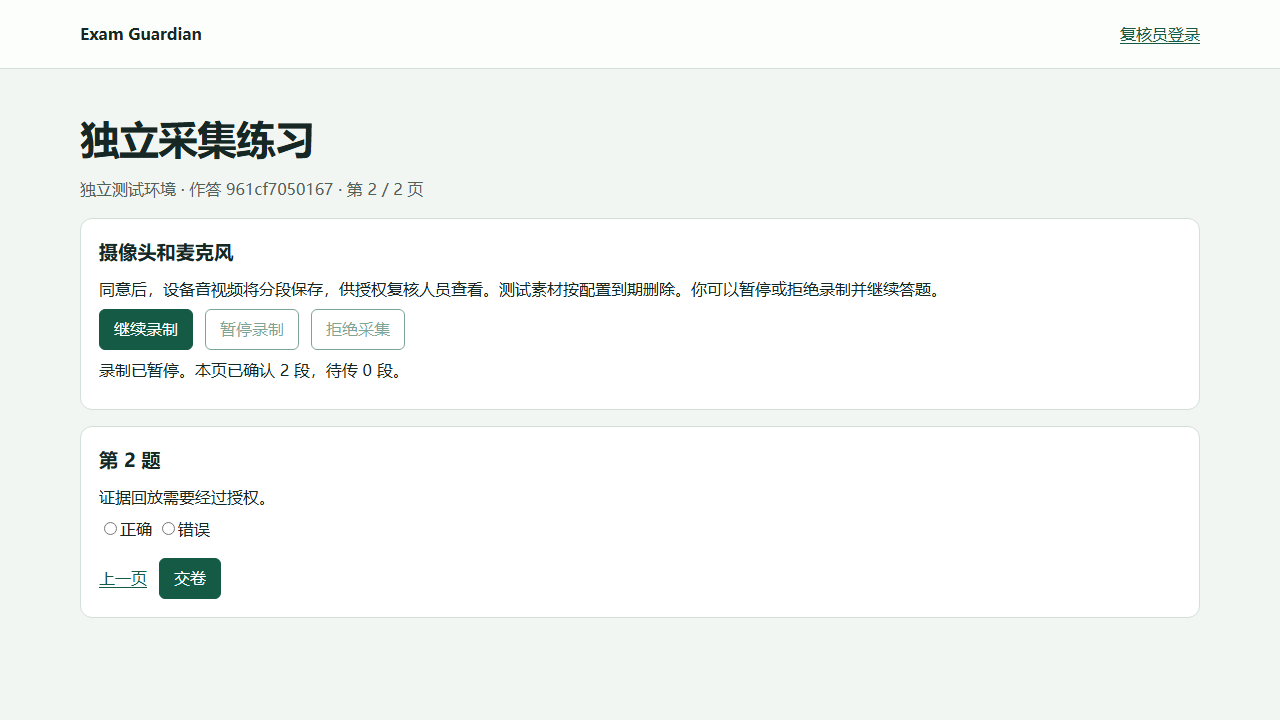 Exam Guardian
复核员登录
独立采集练习
独立测试环境 · 作答 961cf7050167 · 第 2 / 2 页
摄像头和麦克风
同意后，设备音视频将分段保存，供授权复核人员查看。测试素材按配置到期删除。你可以暂停或拒绝录制并继续答题。
继续录制 暂停录制 拒绝采集
录制已暂停。本页已确认 2 段，待传 0 段。
第 2 题
证据回放需要经过授权。
正确 错误
上一页 交卷